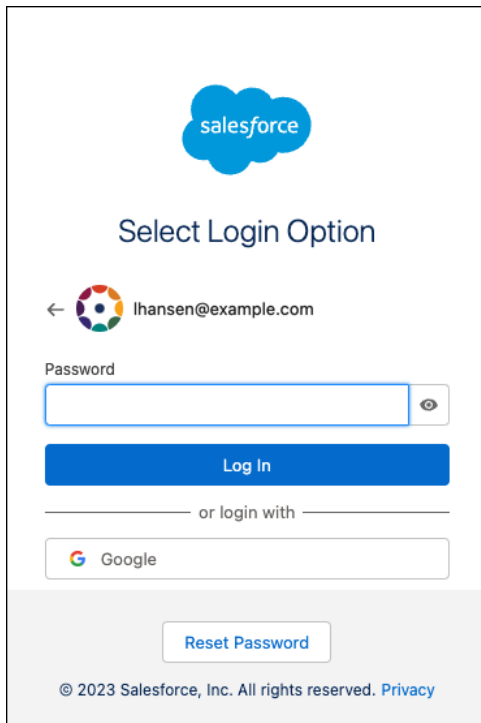 salesforce
Select Login Option
lhansen@example.com
Password
Log In
or login with
Google
Reset Password
© 2023 Salesforce, Inc. All rights reserved. Privacy